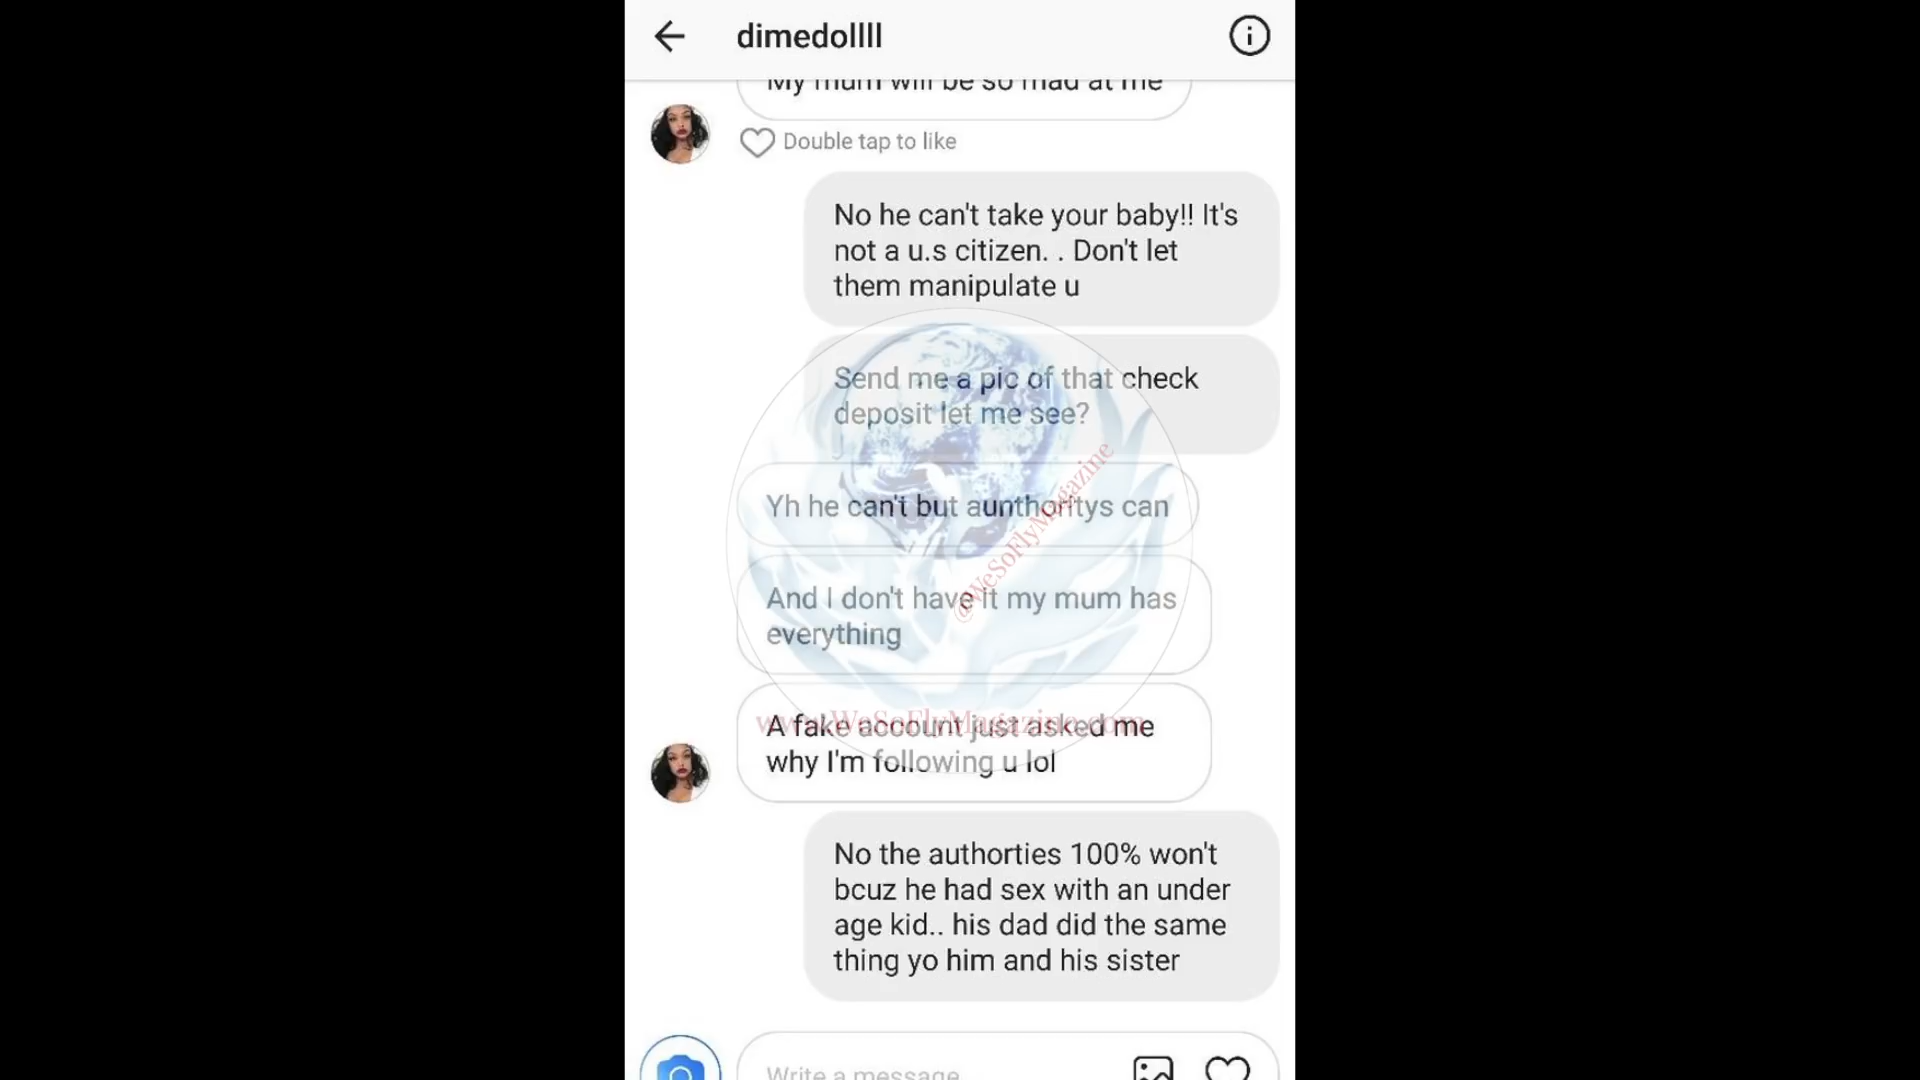 dimedollll
My mum will be so mad at me
Double tap to like
No he can't take your baby!! It's
not a u.s citizen. . Don't let
them manipulate u
Send me a pic of that check
deposit let me see?
Yh he can't but aunthoritys can
And I don't have it my mum has
everything
@WeSoFlyMagazine
A fake account just asked me
why I'm following u lol
www.WeSoFlyMagazine.com
No the authorties 100% won't
bcuz he had sex with an under
age kid.. his dad did the same
thing yo him and his sister
Write a message...